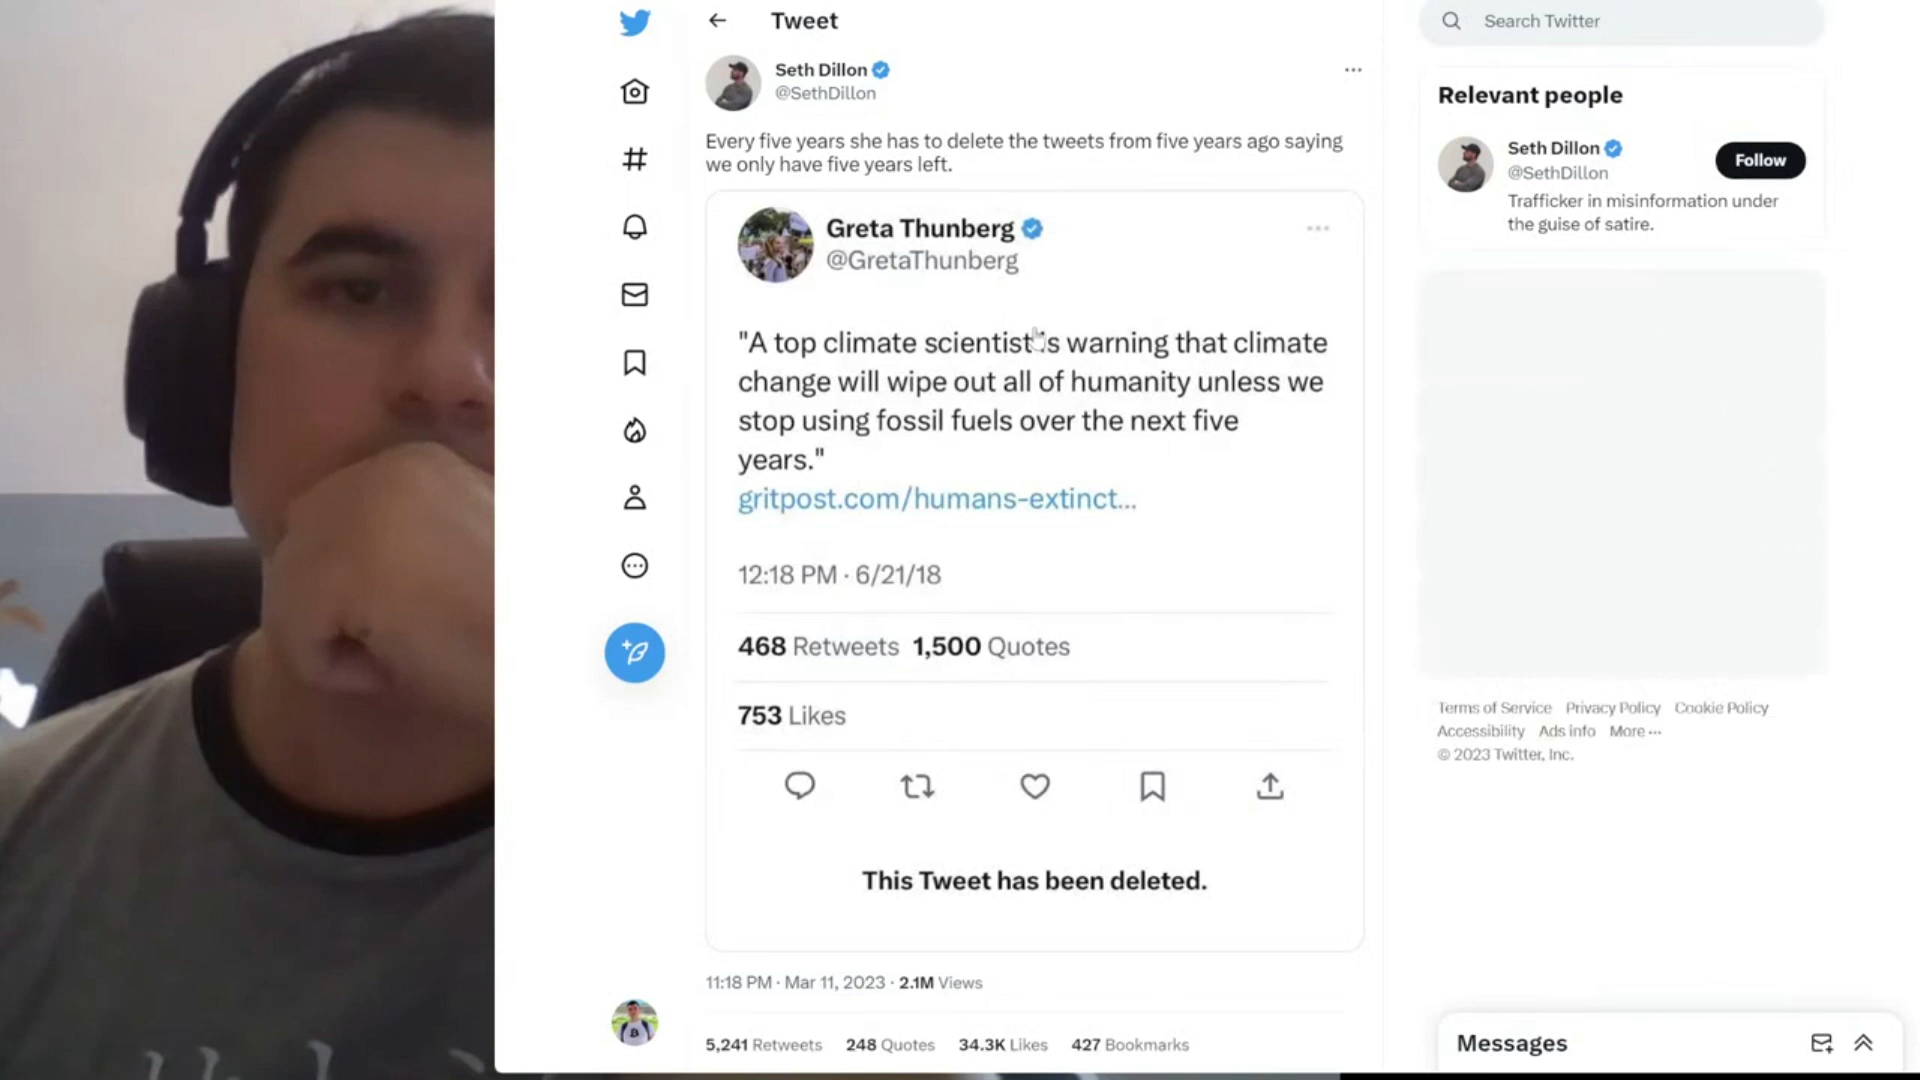 Tweet
Search Twitter
Seth Dillon
@SethDillon
Every five years she has to delete the tweets from five years ago saying
we only have five years left.
Greta Thunberg
@GretaThunberg
"A top climate scientist is warning that climate
change will wipe out all of humanity unless we
stop using fossil fuels over the next five
years."
gritpost.com/humans-extinct...
12:18 PM · 6/21/18
468 Retweets 1,500 Quotes
753 Likes
This Tweet has been deleted.
11:18 PM · Mar 11, 2023 · 2.1M Views
5,241 Retweets 248 Quotes 34.3K Likes 427 Bookmarks
Relevant people
Seth Dillon
@SethDillon
Follow
Trafficker in misinformation under
the guise of satire.
Terms of Service Privacy Policy Cookie Policy
Accessibility Ads info More ...
© 2023 Twitter, Inc.
Messages